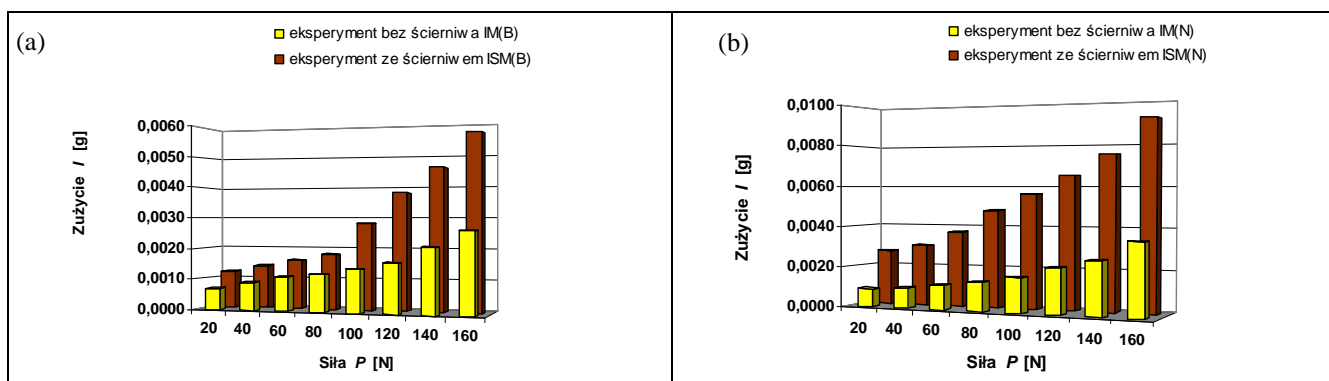 (a)
eksperyment bez ścierniw a IM(B)
eksperyment ze ścierniw em ISM(B)
Zużycie I [g]
0,0060
0,0050
0,0040
0,0030
0,0020
0,0010
0,0000
20 40 60 80 100 120 140 160
Siła P [N]
(b)
eksperyment bez ścierniw a IM(N)
eksperyment ze ścierniw em ISM(N)
Zużycie I [g]
0,0100
0,0080
0,0060
0,0040
0,0020
0,0000
20 40 60 80 100 120 140 160
Siła P [N]